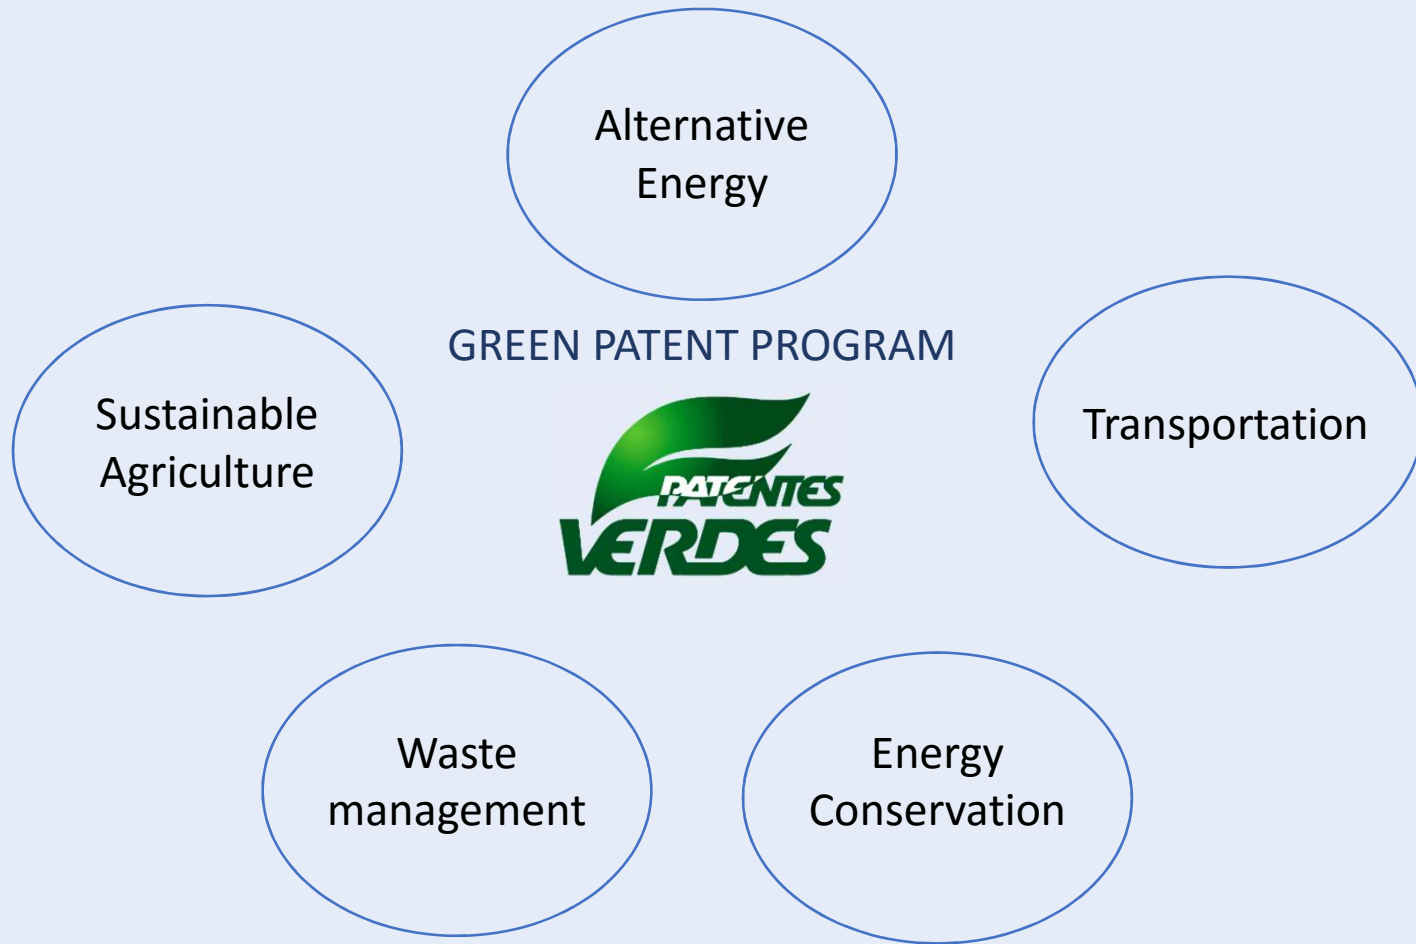 Alternative
Energy
GREEN PATENT PROGRAM
Sustainable
Agriculture
Transportation
PATENTES
VERDES
Waste
management
Energy
Conservation